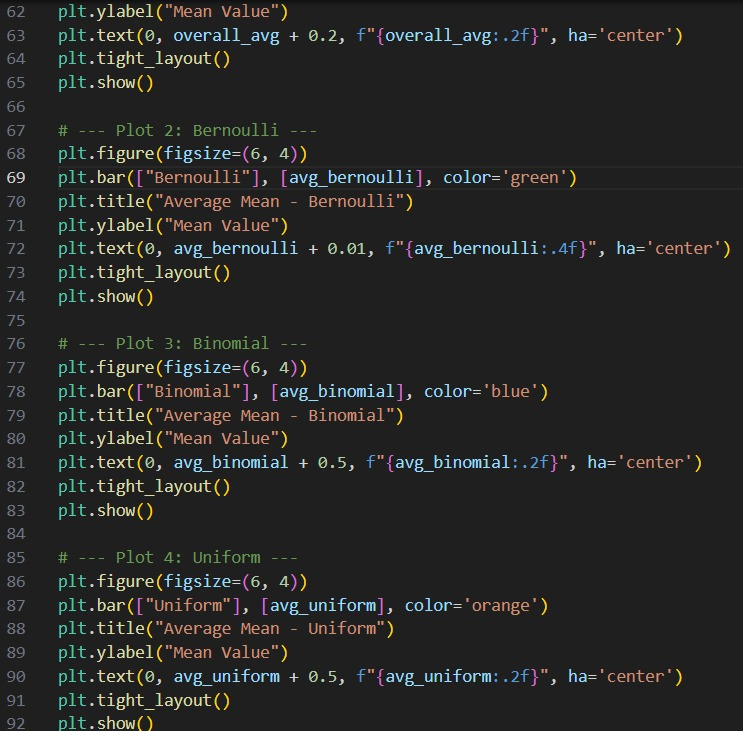 62 plt.ylabel("Mean Value")
63 plt.text(0, overall_avg + 0.2, f"{overall_avg:.2f}", ha='center')
64 plt.tight_layout()
65 plt.show()
66
67 # --- Plot 2: Bernoulli ---
68 plt.figure(figsize=(6, 4))
69 plt.bar(["Bernoulli"], [avg_bernoulli], color='green')
70 plt.title("Average Mean - Bernoulli")
71 plt.ylabel("Mean Value")
72 plt.text(0, avg_bernoulli + 0.01, f"{avg_bernoulli:.4f}", ha='center')
73 plt.tight_layout()
74 plt.show()
75
76 # --- Plot 3: Binomial ---
77 plt.figure(figsize=(6, 4))
78 plt.bar(["Binomial"], [avg_binomial], color='blue')
79 plt.title("Average Mean - Binomial")
80 plt.ylabel("Mean Value")
81 plt.text(0, avg_binomial + 0.5, f"{avg_binomial:.2f}", ha='center')
82 plt.tight_layout()
83 plt.show()
84
85 # --- Plot 4: Uniform ---
86 plt.figure(figsize=(6, 4))
87 plt.bar(["Uniform"], [avg_uniform], color='orange')
88 plt.title("Average Mean - Uniform")
89 plt.ylabel("Mean Value")
90 plt.text(0, avg_uniform + 0.5, f"{avg_uniform:.2f}", ha='center')
91 plt.tight_layout()
92 plt.show()